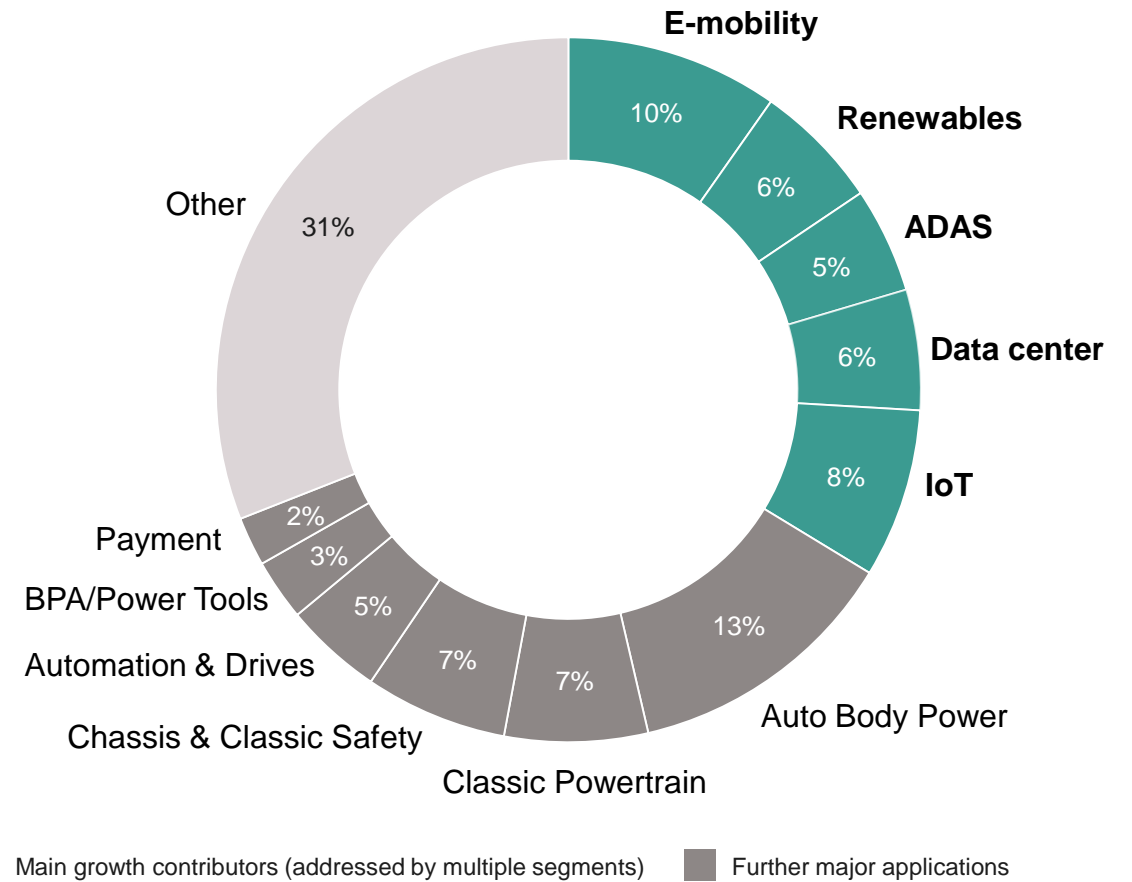 E-mobility
10%
Renewables
6%
ADAS
5%
Data center
6%
IoT
8%
Auto Body Power
13%
Classic Powertrain
7%
Chassis & Classic Safety
7%
Automation & Drives
5%
BPA/Power Tools
3%
Payment
2%
Other
31%
Main growth contributors (addressed by multiple segments)
Further major applications